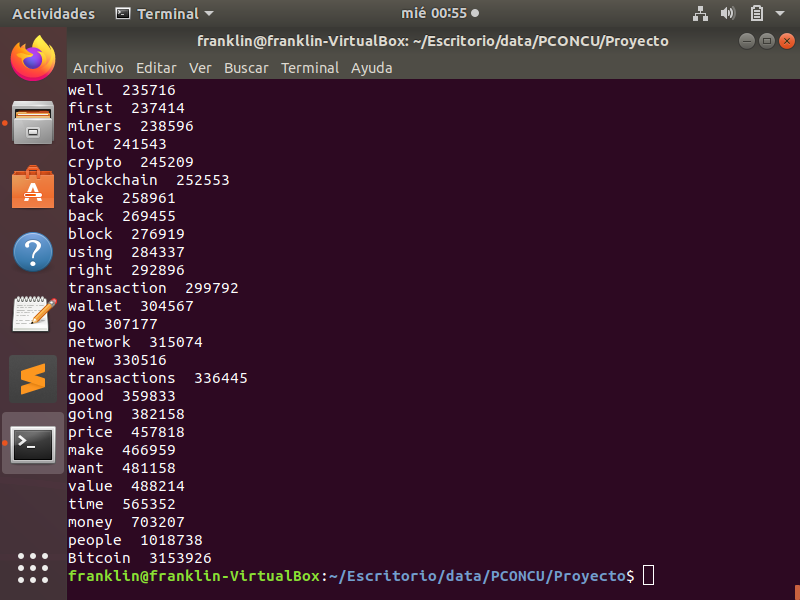 Actividades Terminal mié 00:55
franklin@franklin-VirtualBox: ~/Escritorio/data/PCONCU/Proyecto
Archivo Editar Ver Buscar Terminal Ayuda
well 235716
first 237414
miners 238596
lot 241543
crypto 245209
blockchain 252553
take 258961
back 269455
block 276919
using 284337
right 292896
transaction 299792
wallet 304567
go 307177
network 315074
new 330516
transactions 336445
good 359833
going 382158
price 457818
make 466959
want 481158
value 488214
time 565352
money 703207
people 1018738
Bitcoin 3153926
franklin@franklin-VirtualBox:~/Escritorio/data/PCONCU/Proyecto$